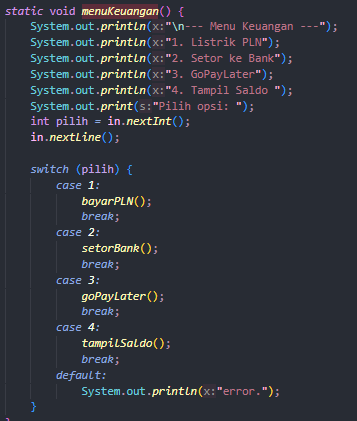 static void menuKeuangan() {
System.out.println(x:"\n--- Menu Keuangan ---");
System.out.println(x:"1. Listrik PLN");
System.out.println(x:"2. Setor ke Bank");
System.out.println(x:"3. GoPayLater");
System.out.println(x:"4. Tampil Saldo ");
System.out.print(s:"Pilih opsi: ");
int pilih = in.nextInt();
in.nextLine();
switch (pilih) {
case 1:
bayarPLN();
break;
case 2:
setorBank();
break;
case 3:
goPayLater();
break;
case 4:
tampilSaldo();
break;
default:
System.out.println(x:"error.");
}
}